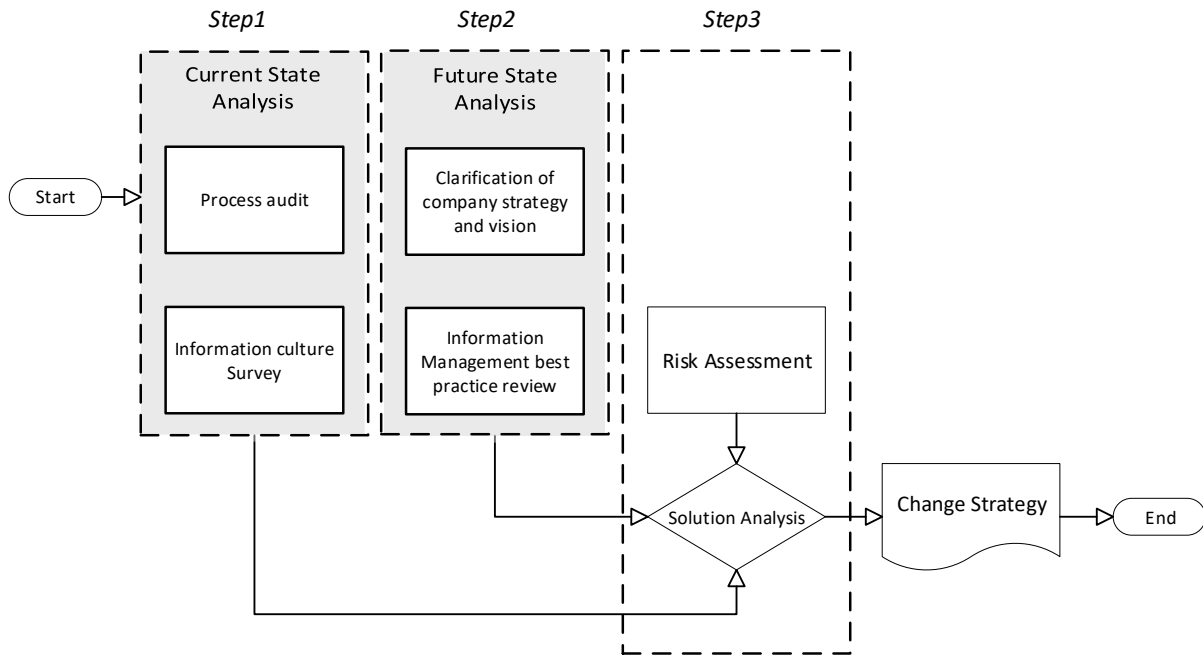 Step1
Step2
Step3
Current State
Analysis
Future State
Analysis
Start
Process audit
Clarification of
company strategy
and vision
Information culture
Survey
Information
Management best
practice review
Risk Assessment
Solution Analysis
Change Strategy
End